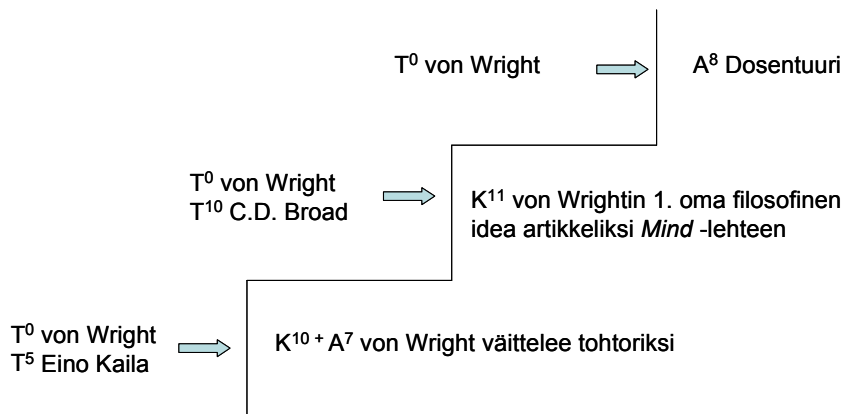 T⁰ von Wright
A⁸ Dosentuuri
T⁰ von Wright
T¹⁰ C.D. Broad
K¹¹ von Wrightin 1. oma filosofinen
idea artikkeliksi Mind -lehteen
T⁰ von Wright
T⁵ Eino Kaila
K¹⁰ ⁺ A⁷ von Wright väittelee tohtoriksi